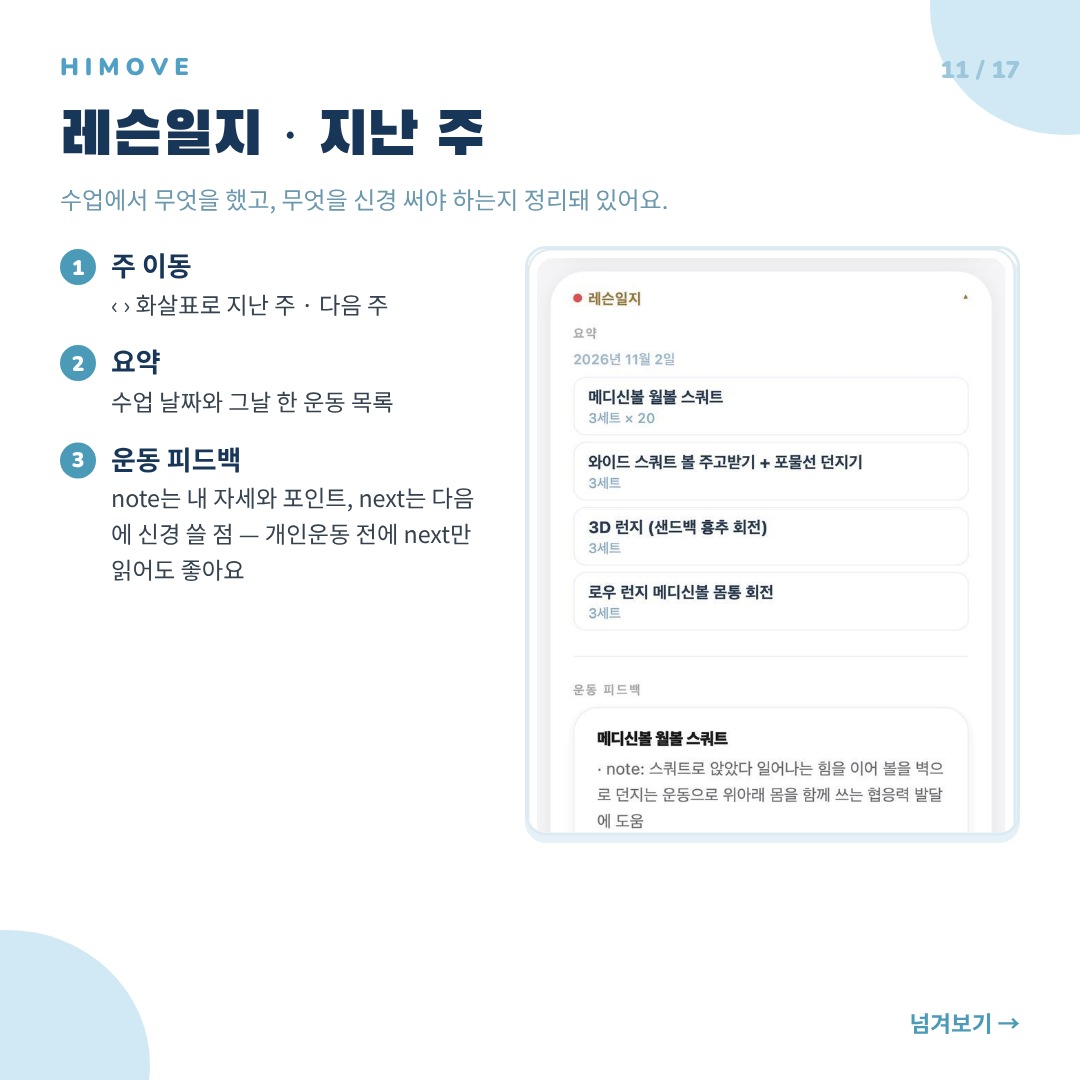 HIMOVE
11 / 17
레슨일지 · 지난 주
수업에서 무엇을 했고, 무엇을 신경 써야 하는지 정리돼 있어요.
1 주 이동
‹ › 화살표로 지난 주 · 다음 주
2 요약
수업 날짜와 그날 한 운동 목록
3 운동 피드백
note는 내 자세와 포인트, next는 다음
에 신경 쓸 점 — 개인운동 전에 next만
읽어도 좋아요
레슨일지
요약
2026년 11월 2일
메디신볼 월볼 스쿼트
3세트 × 20
와이드 스쿼트 볼 주고받기 + 포물선 던지기
3세트
3D 런지 (샌드백 흉추 회전)
3세트
로우 런지 메디신볼 몸통 회전
3세트
운동 피드백
메디신볼 월볼 스쿼트
· note: 스쿼트로 앉았다 일어나는 힘을 이어 볼을 벽으
로 던지는 운동으로 위아래 몸을 함께 쓰는 협응력 발달
에 도움
넘겨보기 →